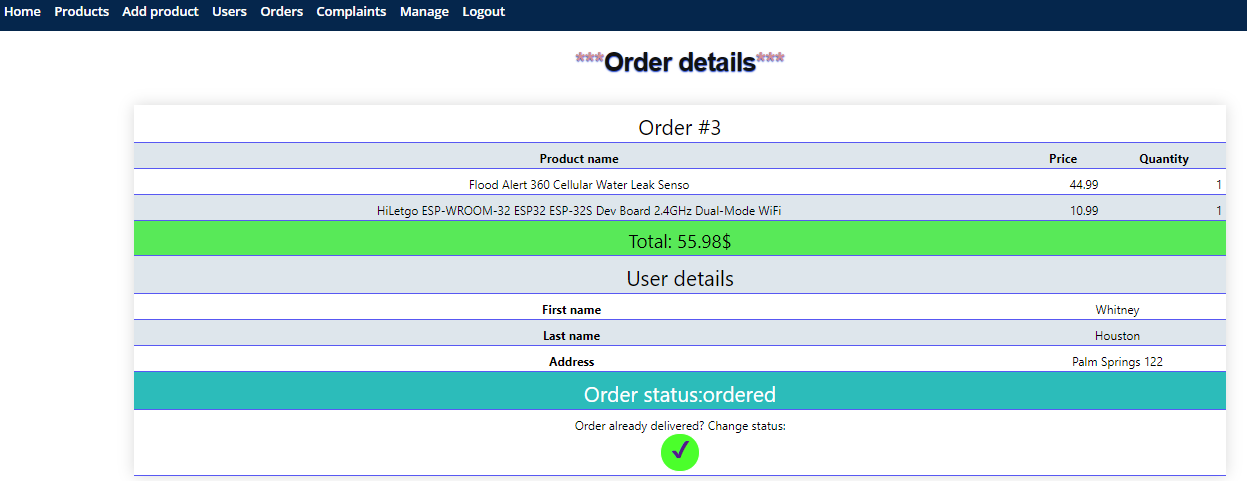 Home Products Add product Users Orders Complaints Manage Logout
***Order details***
Order #3
Product name Price Quantity
Flood Alert 360 Cellular Water Leak Senso 44.99 1
HiLetgo ESP-WROOM-32 ESP32 ESP-32S Dev Board 2.4GHz Dual-Mode WiFi 10.99 1
Total: 55.98$
User details
First name Whitney
Last name Houston
Address Palm Springs 122
Order status:ordered
Order already delivered? Change status:
✓